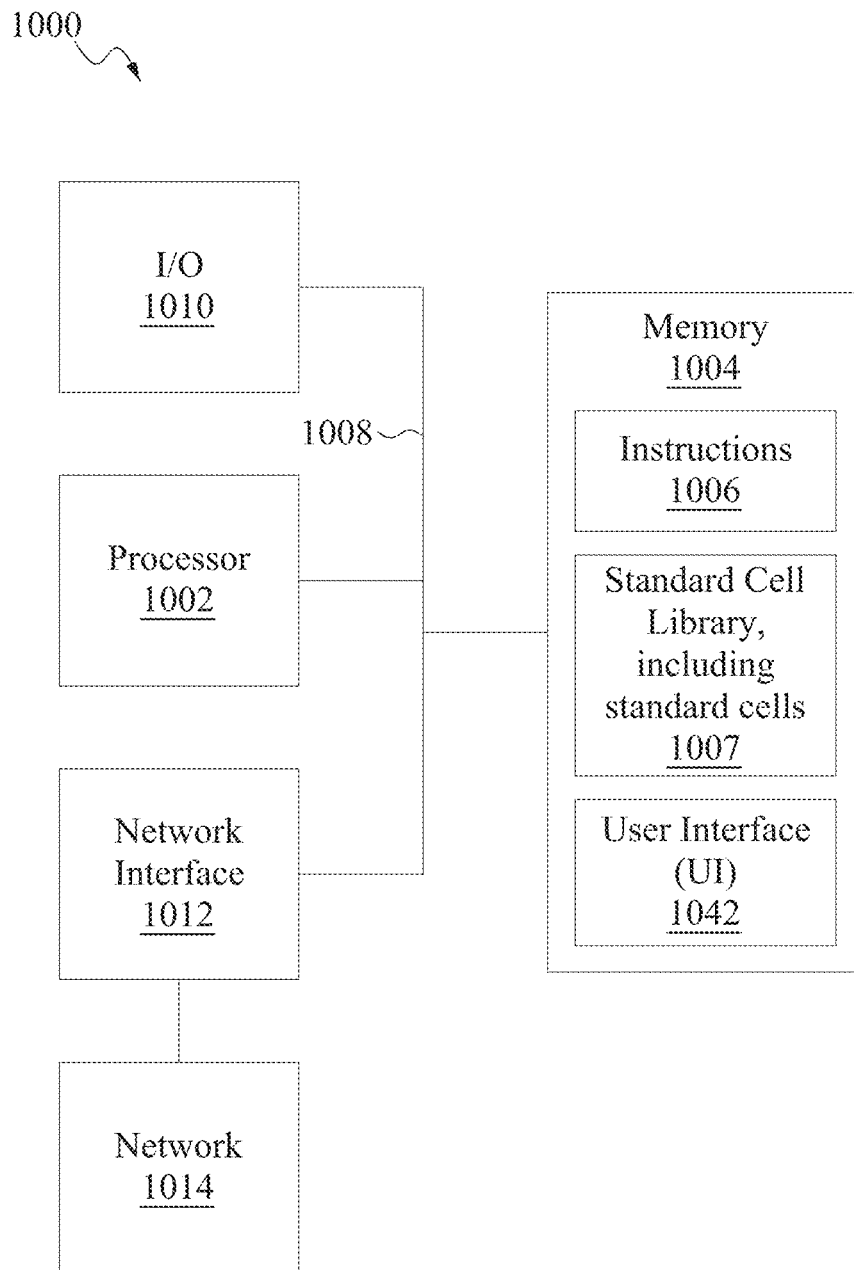 1000
I/O
1010
1008
Processor
1002
Network
Interface
1012
Network
1014
Memory
1004
Instructions
1006
Standard Cell
Library,
including
standard cells
1007
User Interface
(UI)
1042